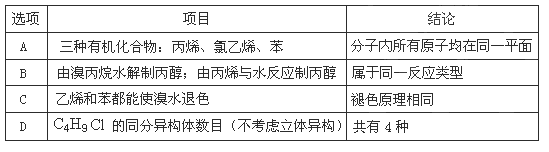 选项 项目 结论
A 三种有机化合物：丙烯、氯乙烯、苯 分子内所有原子均在同一平面
B 由溴丙烷水解制丙醇；由丙烯与水反应制丙醇 属于同一反应类型
C 乙烯和苯都能使溴水退色 褪色原理相同
D C₄H₉Cl 的同分异构体数目（不考虑立体异构） 共有 4 种